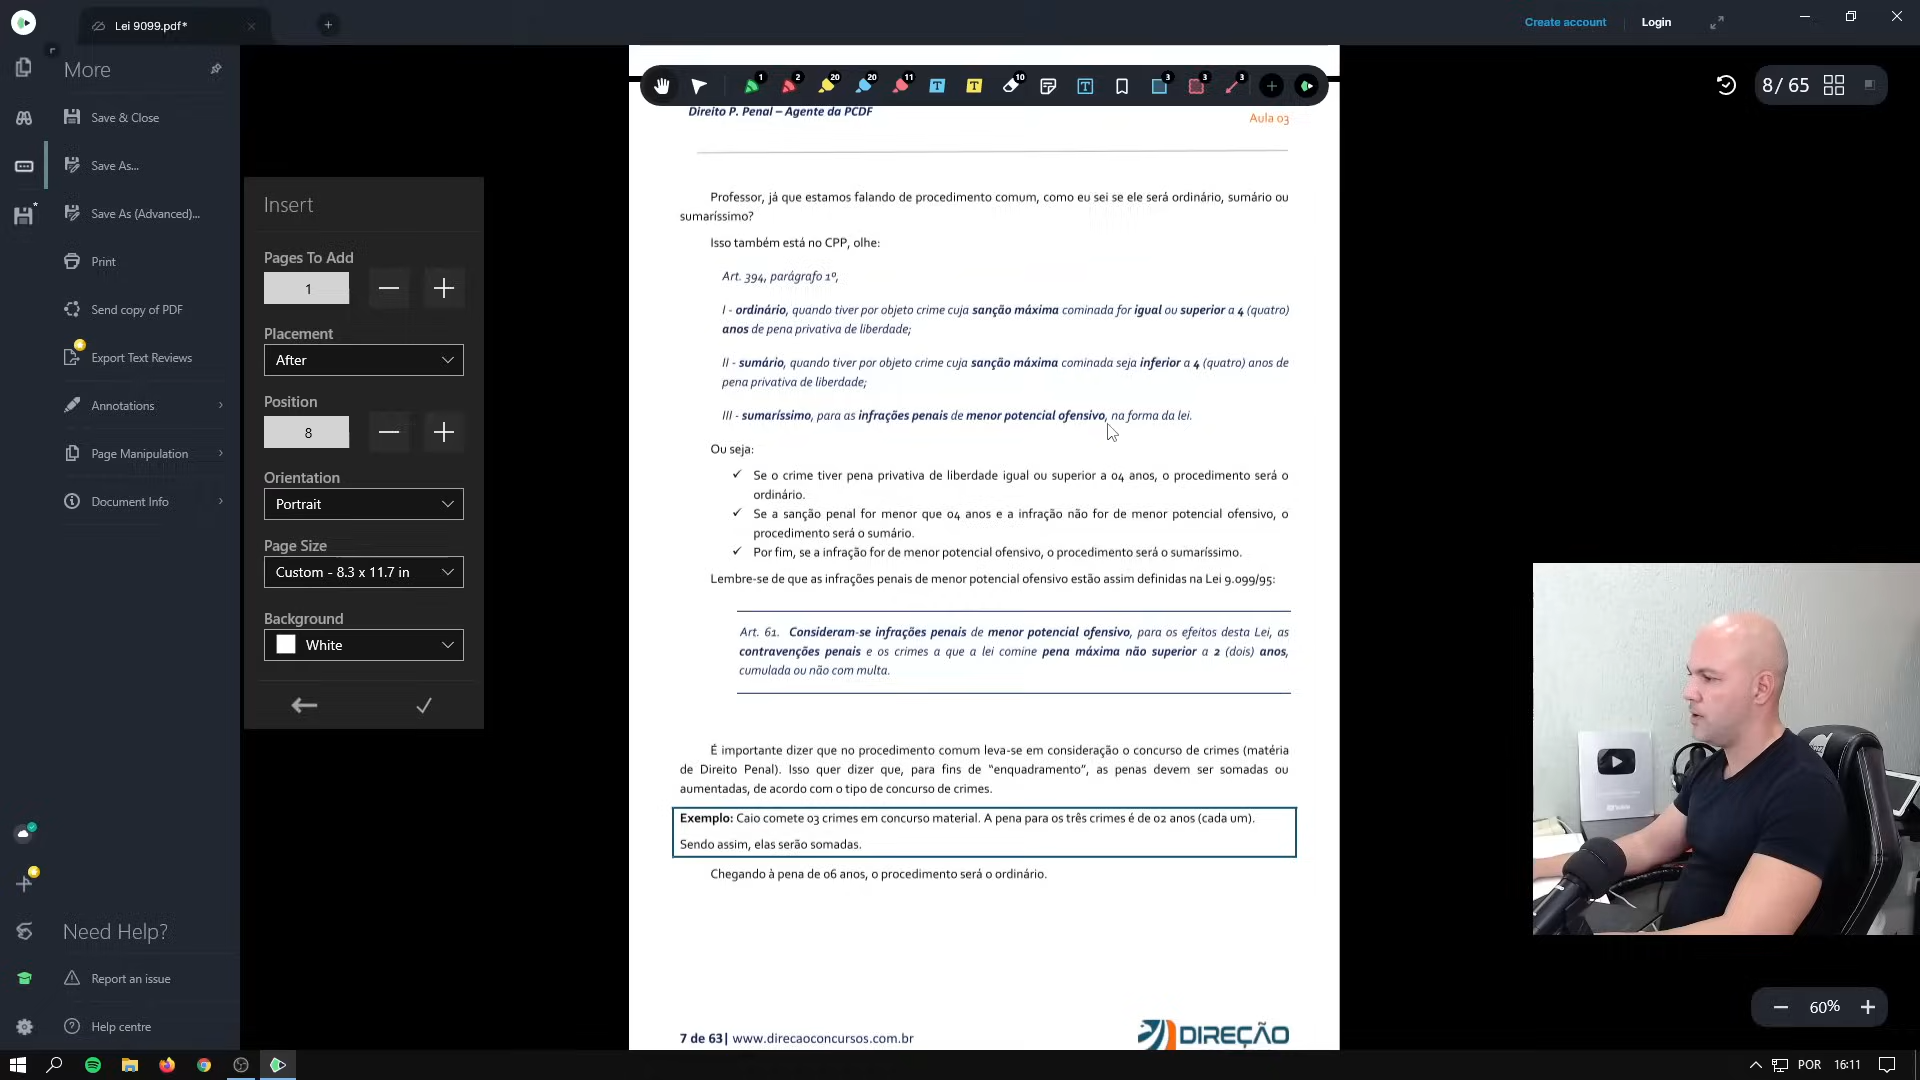 Lei 9099.pdf*
Create account
Login
More
Save & Close
Save As...
Save As (Advanced)...
Print
Send copy of PDF
Export Text Reviews
Annotations
Page Manipulation
Document Info
Need Help?
Report an issue
Help centre
Insert
Pages To Add
1
Placement
After
Position
8
Orientation
Portrait
Page Size
Custom - 8.3 x 11.7 in
Background
White
1
2
20
20
11
10
3
3
3
8/ 65
Direito P. Penal – Agente da PCDF
Aula 03
Professor, já que estamos falando de procedimento comum, como eu sei se ele será ordinário, sumário ou
sumaríssimo?
Isso também está no CPP, olhe:
Art. 394, parágrafo 1º,
I - ordinário, quando tiver por objeto crime cuja sanção máxima cominada for igual ou superior a 4 (quatro)
anos de pena privativa de liberdade;
II - sumário, quando tiver por objeto crime cuja sanção máxima cominada seja inferior a 4 (quatro) anos de
pena privativa de liberdade;
III - sumaríssimo, para as infrações penais de menor potencial ofensivo, na forma da lei.
Ou seja:
✓ Se o crime tiver pena privativa de liberdade igual ou superior a 04 anos, o procedimento será o
ordinário.
✓ Se a sanção penal for menor que 04 anos e a infração não for de menor potencial ofensivo, o
procedimento será o sumário.
✓ Por fim, se a infração for de menor potencial ofensivo, o procedimento será o sumaríssimo.
Lembre-se de que as infrações penais de menor potencial ofensivo estão assim definidas na Lei 9.099/95:
Art. 61. Consideram-se infrações penais de menor potencial ofensivo, para os efeitos desta Lei, as
contravenções penais e os crimes a que a lei comine pena máxima não superior a 2 (dois) anos,
cumulada ou não com multa.
É importante dizer que no procedimento comum leva-se em consideração o concurso de crimes (matéria
de Direito Penal). Isso quer dizer que, para fins de “enquadramento”, as penas devem ser somadas ou
aumentadas, de acordo com o tipo de concurso de crimes.
Exemplo: Caio comete 03 crimes em concurso material. A pena para os três crimes é de 02 anos (cada um).
Sendo assim, elas serão somadas.
Chegando à pena de 06 anos, o procedimento será o ordinário.
7 de 63| www.direcaoconcursos.com.br
DIREÇÃO
60%
POR
16:11